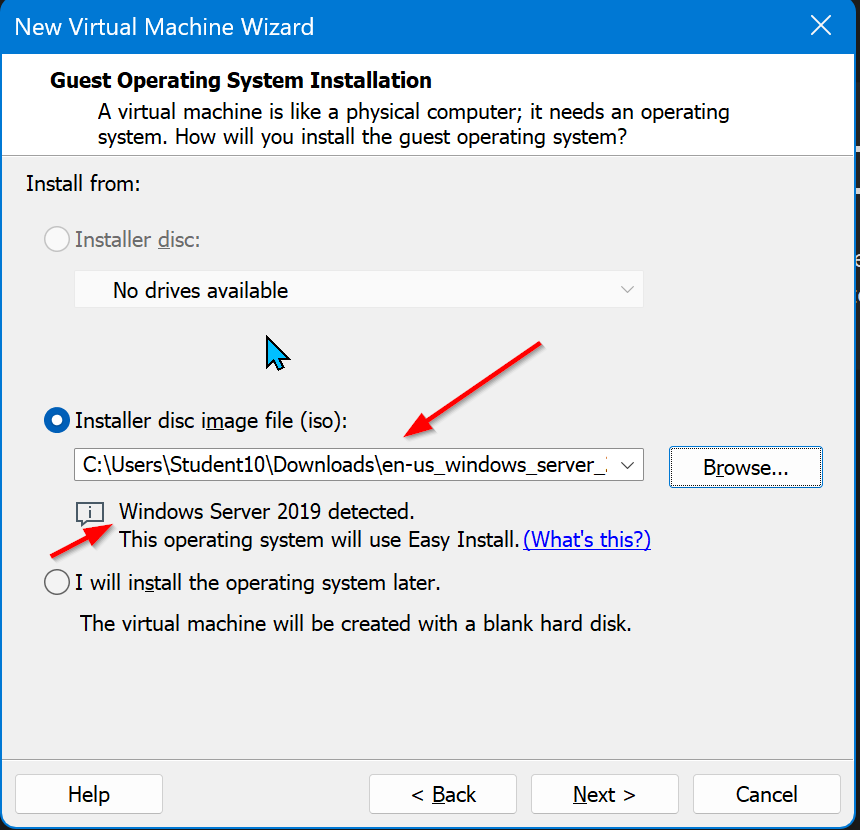 New Virtual Machine Wizard
Guest Operating System Installation
A virtual machine is like a physical computer; it needs an operating
system. How will you install the guest operating system?
Install from:
Installer disc:
No drives available
Installer disc image file (iso):
C:\Users\Student10\Downloads\en-us_windows_server_
Browse...
Windows Server 2019 detected.
This operating system will use Easy Install. (What's this?)
I will install the operating system later.
The virtual machine will be created with a blank hard disk.
Help
< Back
Next >
Cancel